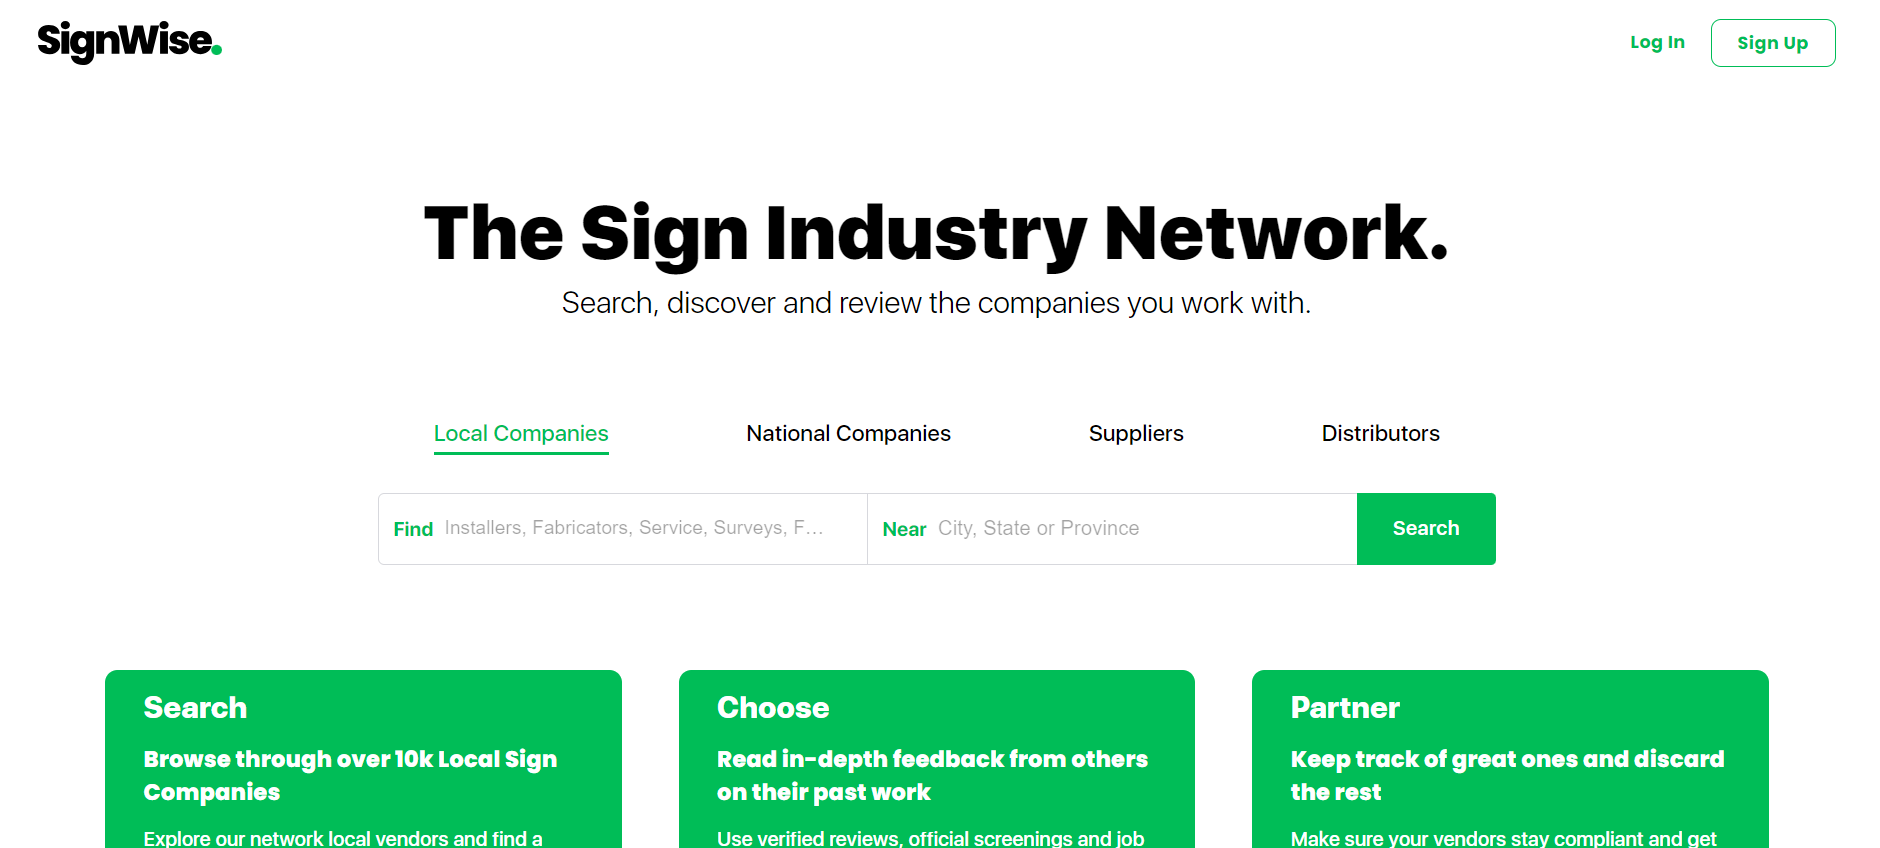 SignWise.
Log In
Sign Up
The Sign Industry Network.
Search, discover and review the companies you work with.
Local Companies
National Companies
Suppliers
Distributors
Find Installers, Fabricators, Service, Surveys, F...
Near City, State or Province
Search
Search
Browse through over 10k Local Sign
Companies
Explore our network local vendors and find a
Choose
Read in-depth feedback from others
on their past work
Use verified reviews, official screenings and job
Partner
Keep track of great ones and discard
the rest
Make sure your vendors stay compliant and get